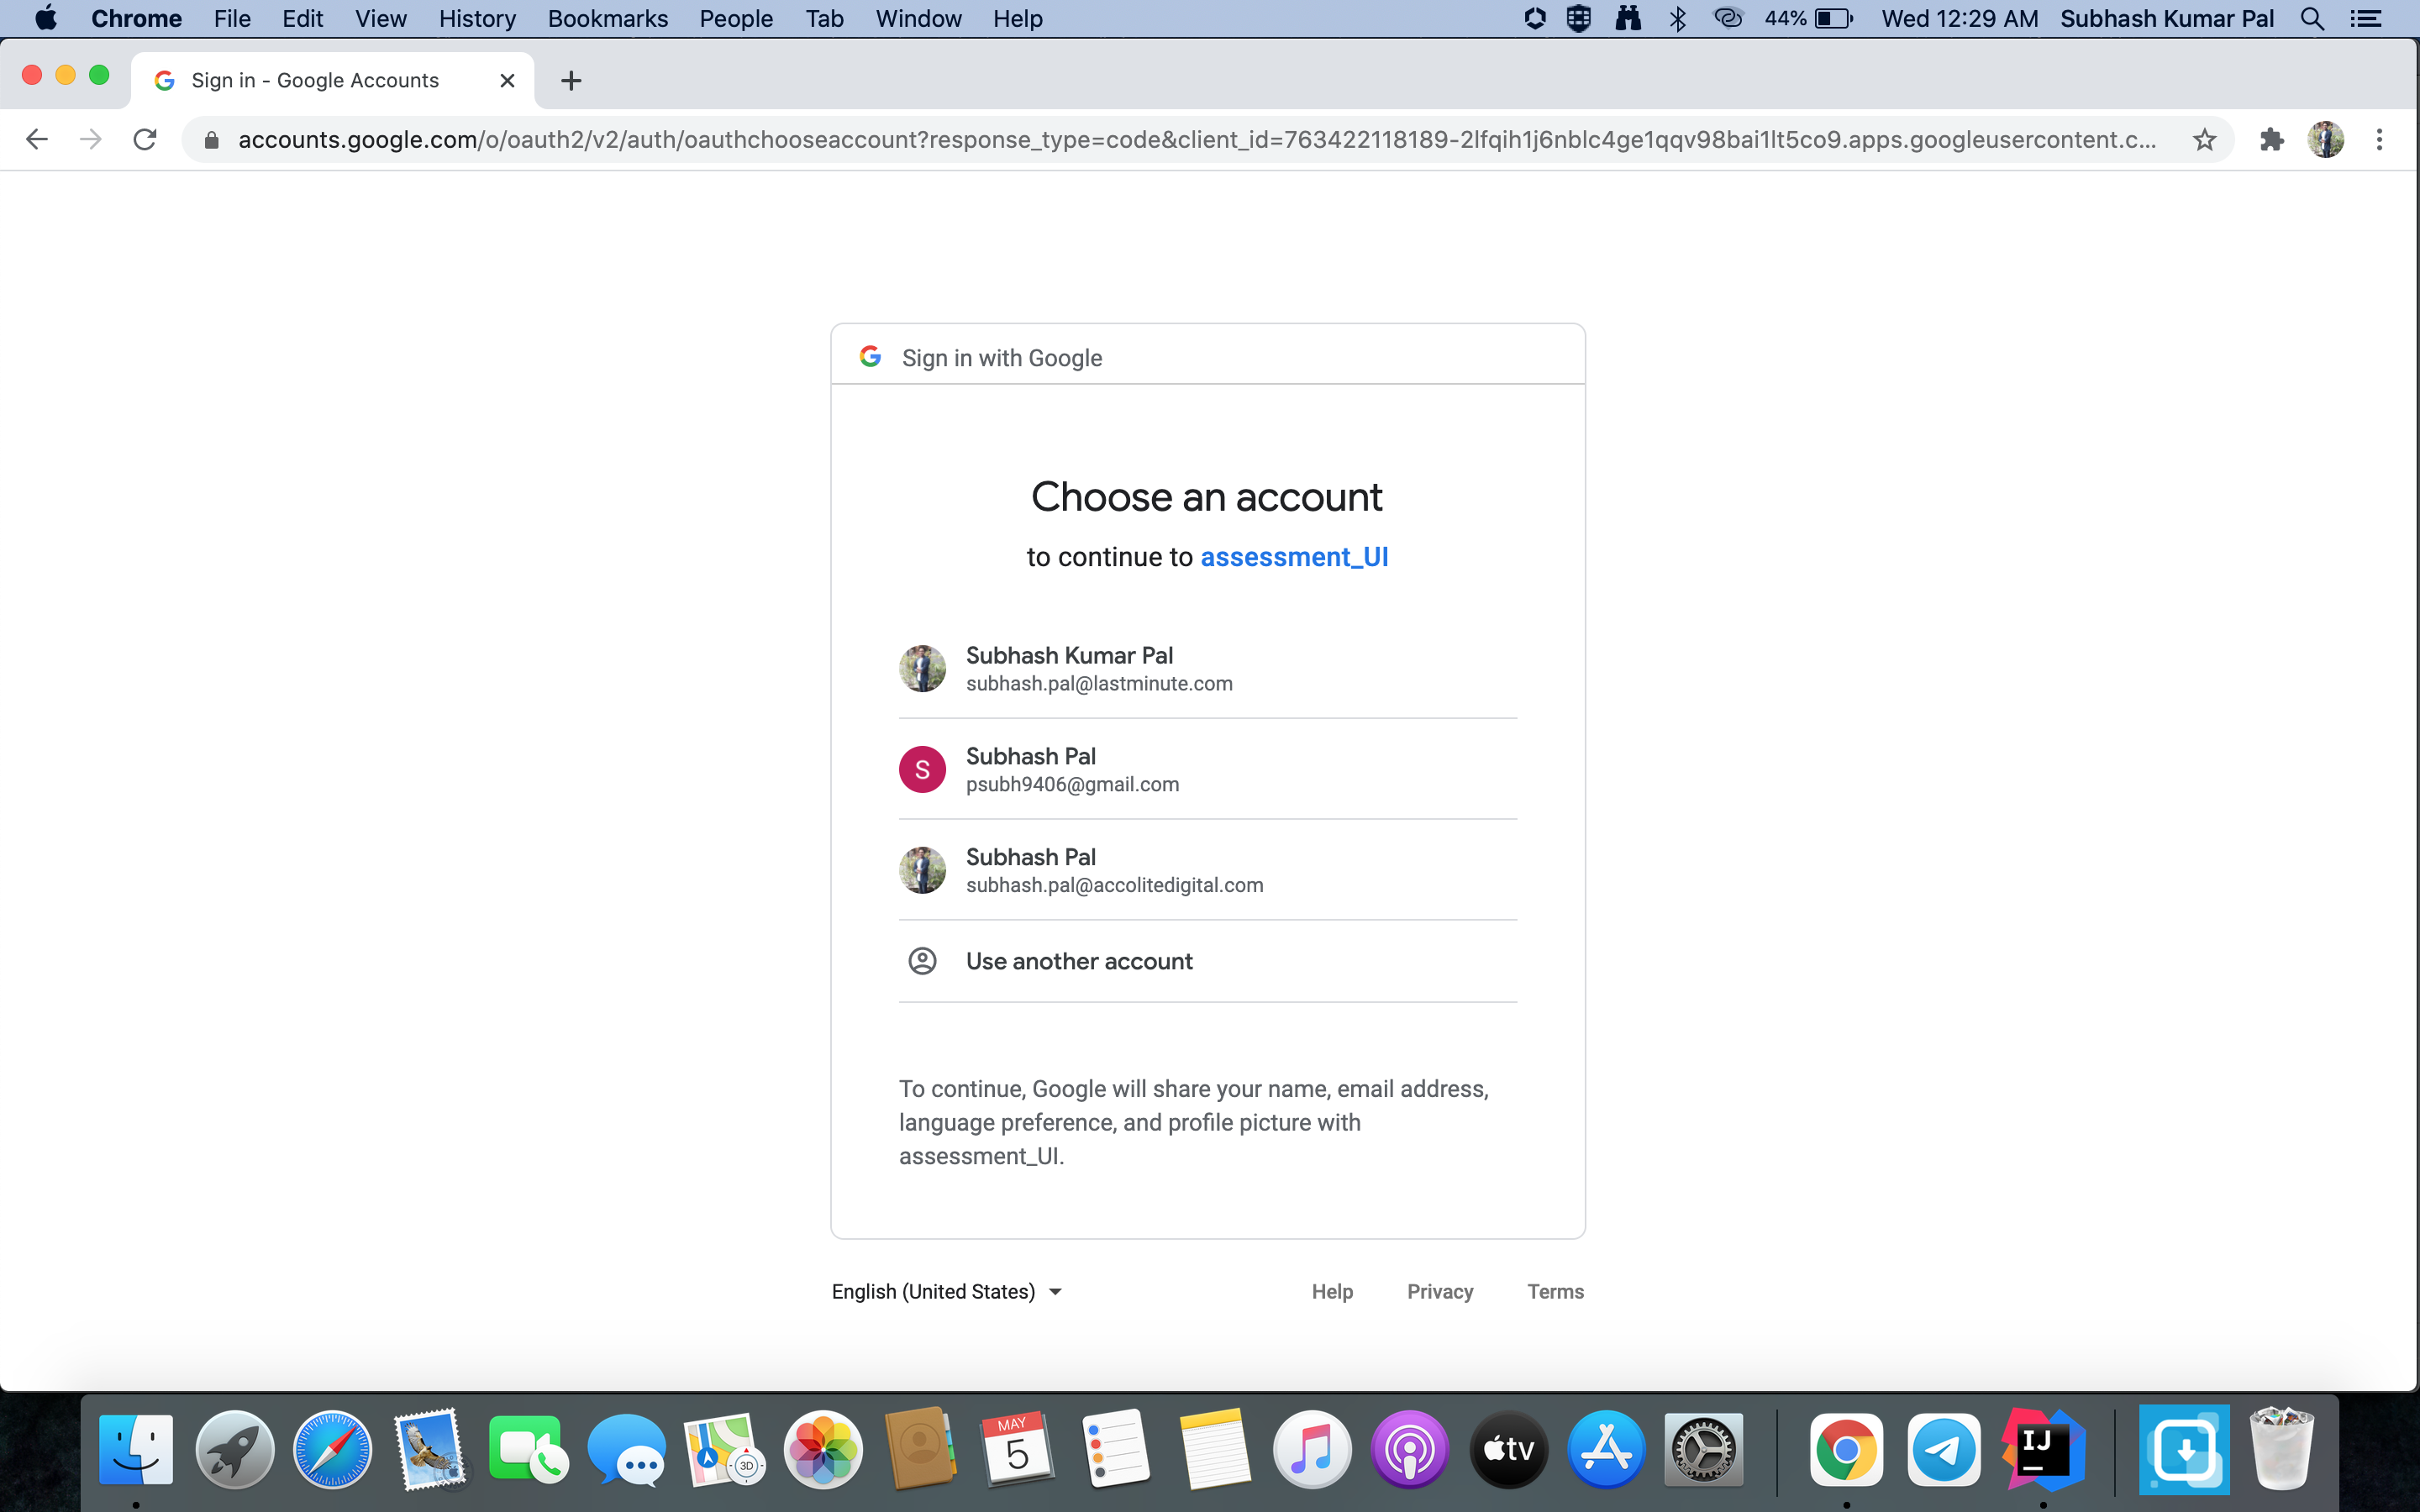 Chrome File Edit View History Bookmarks People Tab Window Help 44% Wed 12:29 AM Subhash Kumar Pal
Sign in - Google Accounts
accounts.google.com/o/oauth2/v2/auth/oauthchooseaccount?response_type=code&client_id=763422118189-2lfqih1j6nblc4ge1qqv98bai1lt5co9.apps.googleusercontent.c...
Sign in with Google
Choose an account
to continue to assessment_UI
Subhash Kumar Pal
subhash.pal@lastminute.com
S
Subhash Pal
psubh9406@gmail.com
Subhash Pal
subhash.pal@accolitedigital.com
Use another account
To continue, Google will share your name, email address,
language preference, and profile picture with
assessment_UI.
English (United States) Help Privacy Terms
3D
MAY
5
tv
IJ